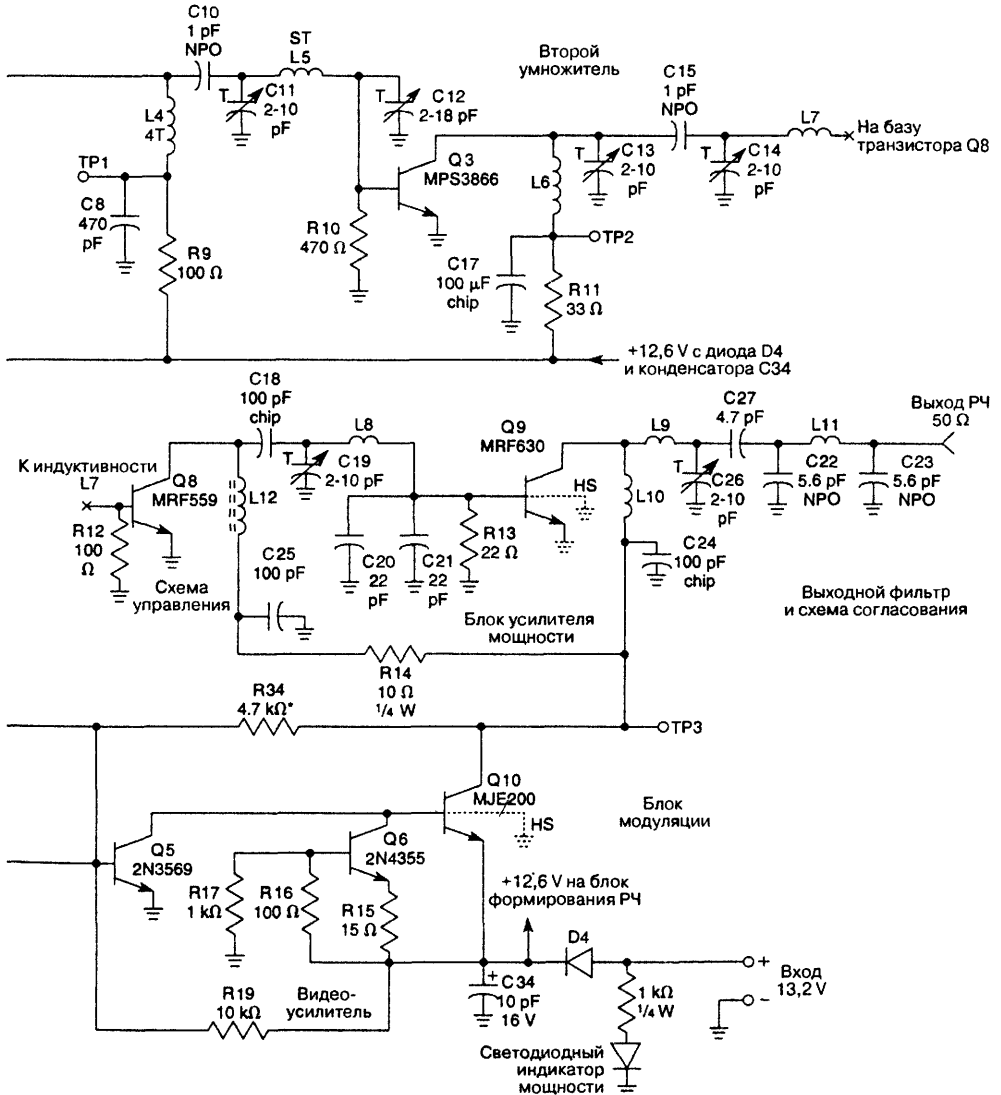 C10
1 pF
NPO
ST
L5
Второй
умножитель
C15
1 pF
NPO
L4
4T
T
C11
2-10
pF
T
C12
2-18 pF
L7
На базу
транзистора Q8
TP1
Q3
MPS3866
L6
T
C13
2-10
pF
T
C14
2-10
pF
C8
470
pF
R9
100 Ω
R10
470 Ω
TP2
C17
100 μF
chip
R11
33 Ω
+12,6 V с диода D4
и конденсатора C34
C18
100 pF
chip
L8
Q9
MRF630
L9
C27
4.7 pF
L11
Выход РЧ
50 Ω
К индуктивности
L7
Q8
MRF559
L12
T
C19
2-10 pF
HS
L10
T
C26
2-10
pF
C22
5.6 pF
NPO
C23
5.6 pF
NPO
R12
100
Ω
C25
100 pF
C20
22
pF
C21
22
pF
R13
22 Ω
C24
100 pF
chip
Схема
управления
Блок усилителя
мощности
Выходной фильтр
и схема согласования
R14
10 Ω
1/4 W
R34
4.7 kΩ*
TP3
Q10
MJE200
HS
Блок
модуляции
Q5
2N3569
Q6
2N4355
R17
1 kΩ
R16
100Ω
R15
15 Ω
+12,6 V на блок
формирования РЧ
D4
+
Вход
13,2 V
-
R19
10 kΩ
Видео-
усилитель
+
C34
10 pF
16 V
1 kΩ
1/4 W
Светодиодный
индикатор
мощности